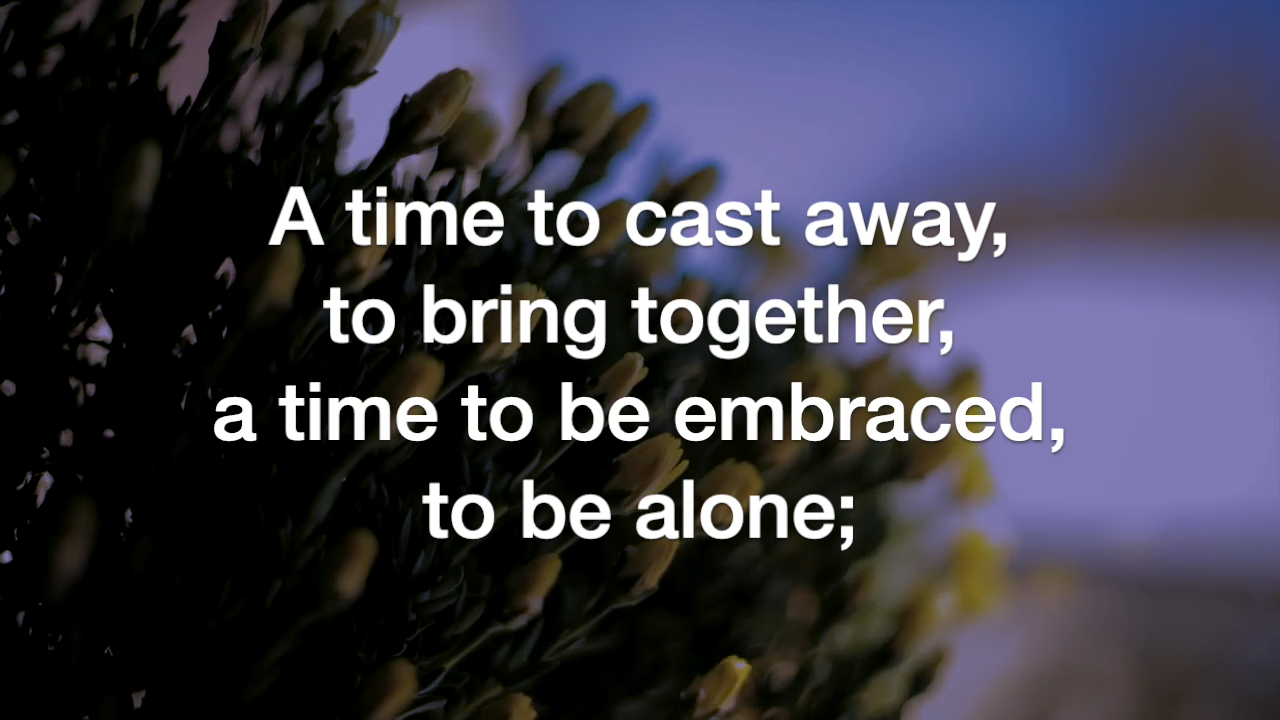 A time to cast away,
to bring together,
a time to be embraced,
to be alone;